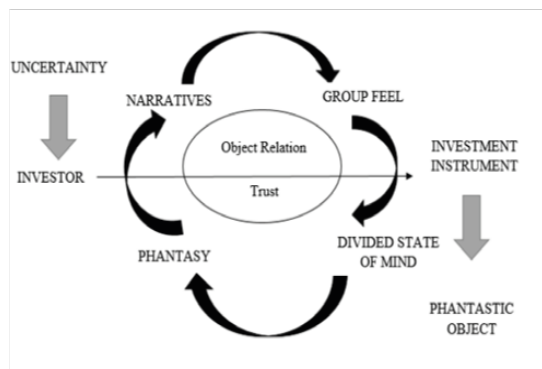 UNCERTAINTY
NARRATIVES
GROUP FEEL
Object Relation
INVESTMENT
INSTRUMENT
INVESTOR
Trust
PHANTASY
DIVIDED STATE
OF MIND
PHANTASTIC
OBJECT